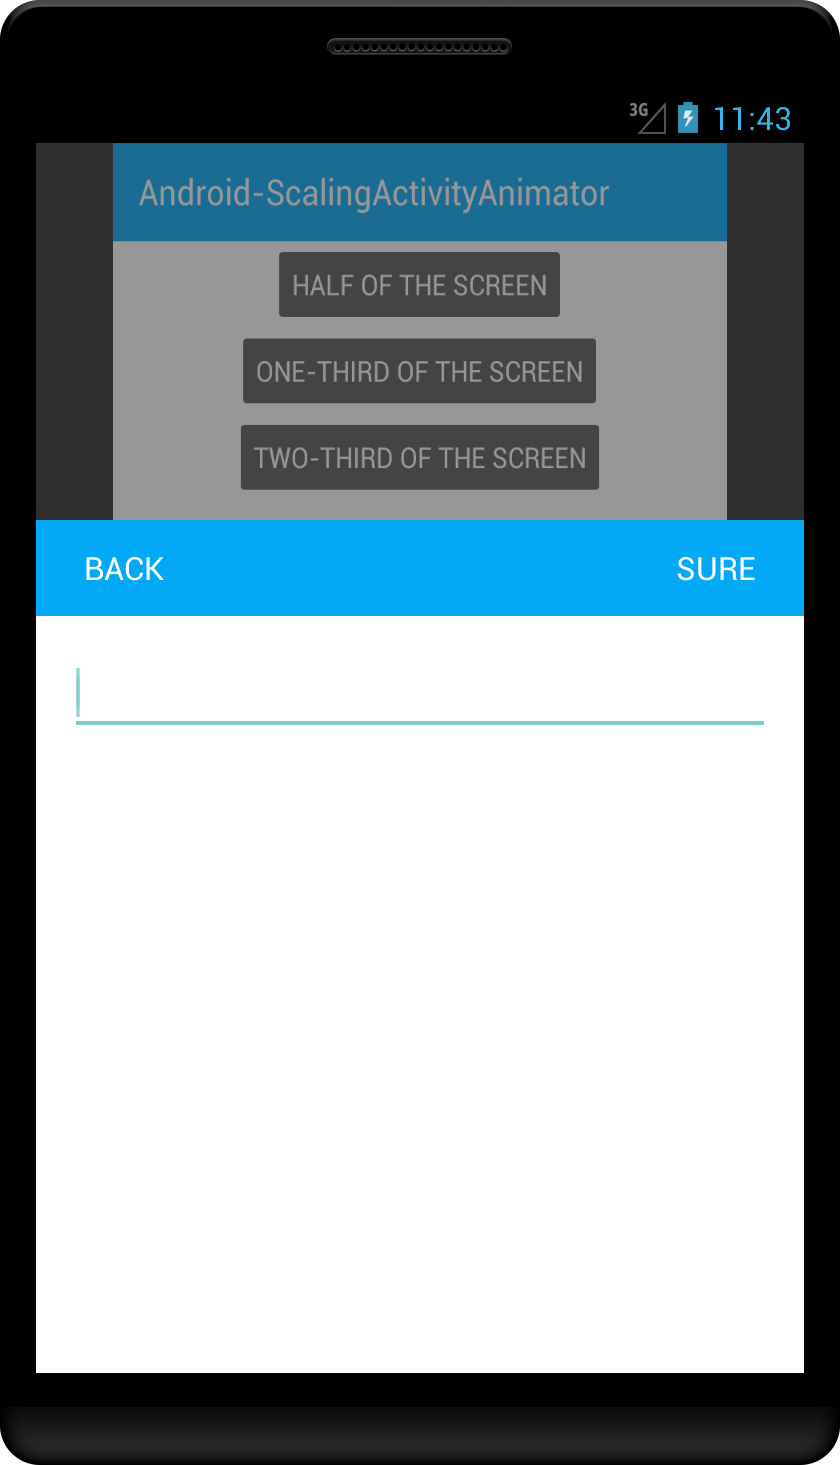 3G 11:43
Android-ScalingActivityAnimator
HALF OF THE SCREEN
ONE-THIRD OF THE SCREEN
TWO-THIRD OF THE SCREEN
BACK SURE